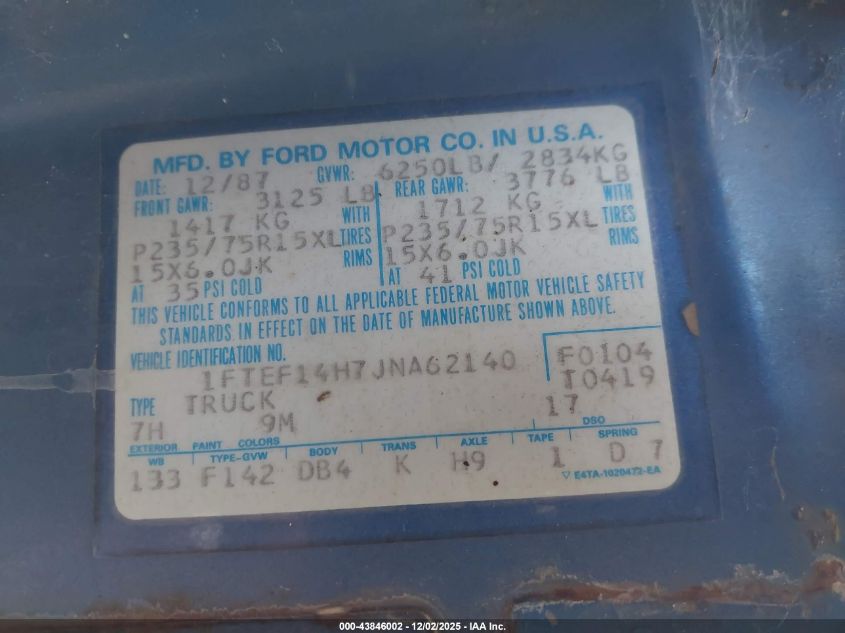 MFD. BY FORD MOTOR CO. IN U.S.A.
DATE: 12/87 GVWR: 6250LB/ 2834KG
FRONT GAWR: 3125 LB REAR GAWR: 3776 LB
1417 KG WITH 1712 KG WITH
P235/75R15XL TIRES P235/75R15XL TIRES
15X6.0JK RIMS 15X6.0JK RIMS
AT 35 PSI COLD AT 41 PSI COLD
THIS VEHICLE CONFORMS TO ALL APPLICABLE FEDERAL MOTOR VEHICLE SAFETY
STANDARDS IN EFFECT ON THE DATE OF MANUFACTURE SHOWN ABOVE.
VEHICLE IDENTIFICATION NO.
1FTEF14H7JNA62140 F0104
T0419
TYPE TRUCK
7H 9M 17
EXTERIOR PAINT COLORS DSO
WB TYPE-GVW BODY TRANS AXLE TAPE SPRING
133 F142 DB4 K H9 1 D 7
▽ E4TA-1020472-EA
000-43846002 - 12/02/2025 - IAA Inc.